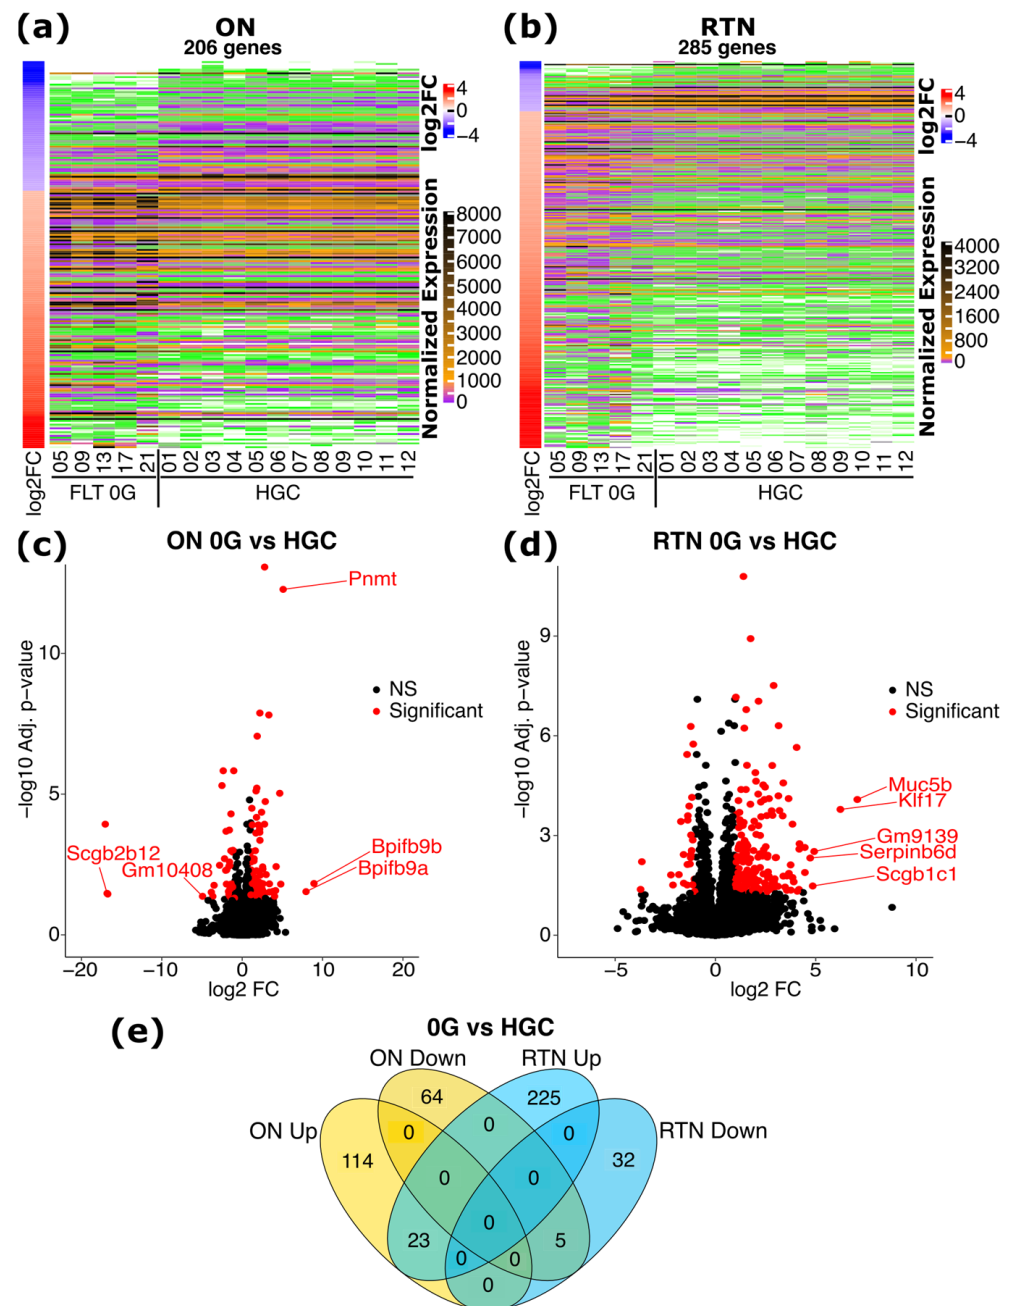 (a)
ON
206 genes
log2FC
4
0
−4
Normalized Expression
8000
7000
6000
5000
4000
3000
2000
1000
0
log2FC
05 09 13 17 21 01 02 03 04 05 06 07 08 09 10 11 12
FLT 0G HGC
(b)
RTN
285 genes
log2FC
4
0
−4
Normalized Expression
4000
3200
2400
1600
800
0
log2FC
05 09 13 17 21 01 02 03 04 05 06 07 08 09 10 11 12
FLT 0G HGC
(c)
ON 0G vs HGC
−log10 Adj. p−value
10
5
0
Pnmt
NS
Significant
Scgb2b12
Gm10408
Bpifb9b
Bpifb9a
−20 −10 0 10 20
log2 FC
(d)
RTN 0G vs HGC
−log10 Adj. p−value
9
6
3
0
NS
Significant
Muc5b
Klf17
Gm9139
Serpinb6d
Scgb1c1
−5 0 5 10
log2 FC
(e)
0G vs HGC
ON Down RTN Up
64 225
ON Up 0 0 0 RTN Down
114 32
0 0
0
23 5
0 0
0